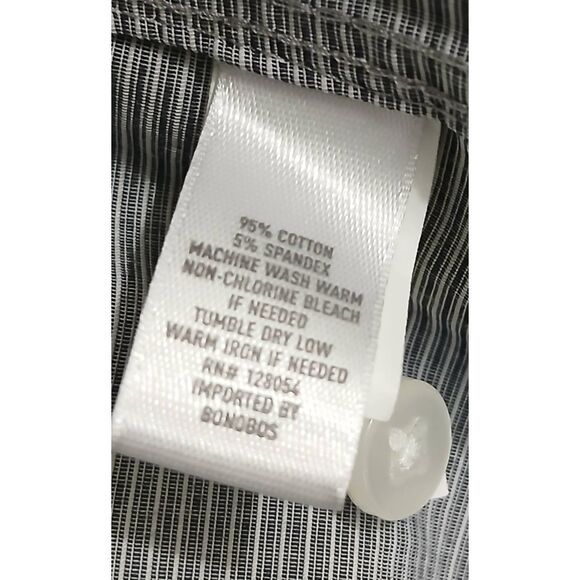 95% COTTON
5% SPANDEX
MACHINE WASH WARM
NON-CHLORINE BLEACH
IF NEEDED
TUMBLE DRY LOW
WARM IRON IF NEEDED
RN# 128054
IMPORTED BY
BONOBOS